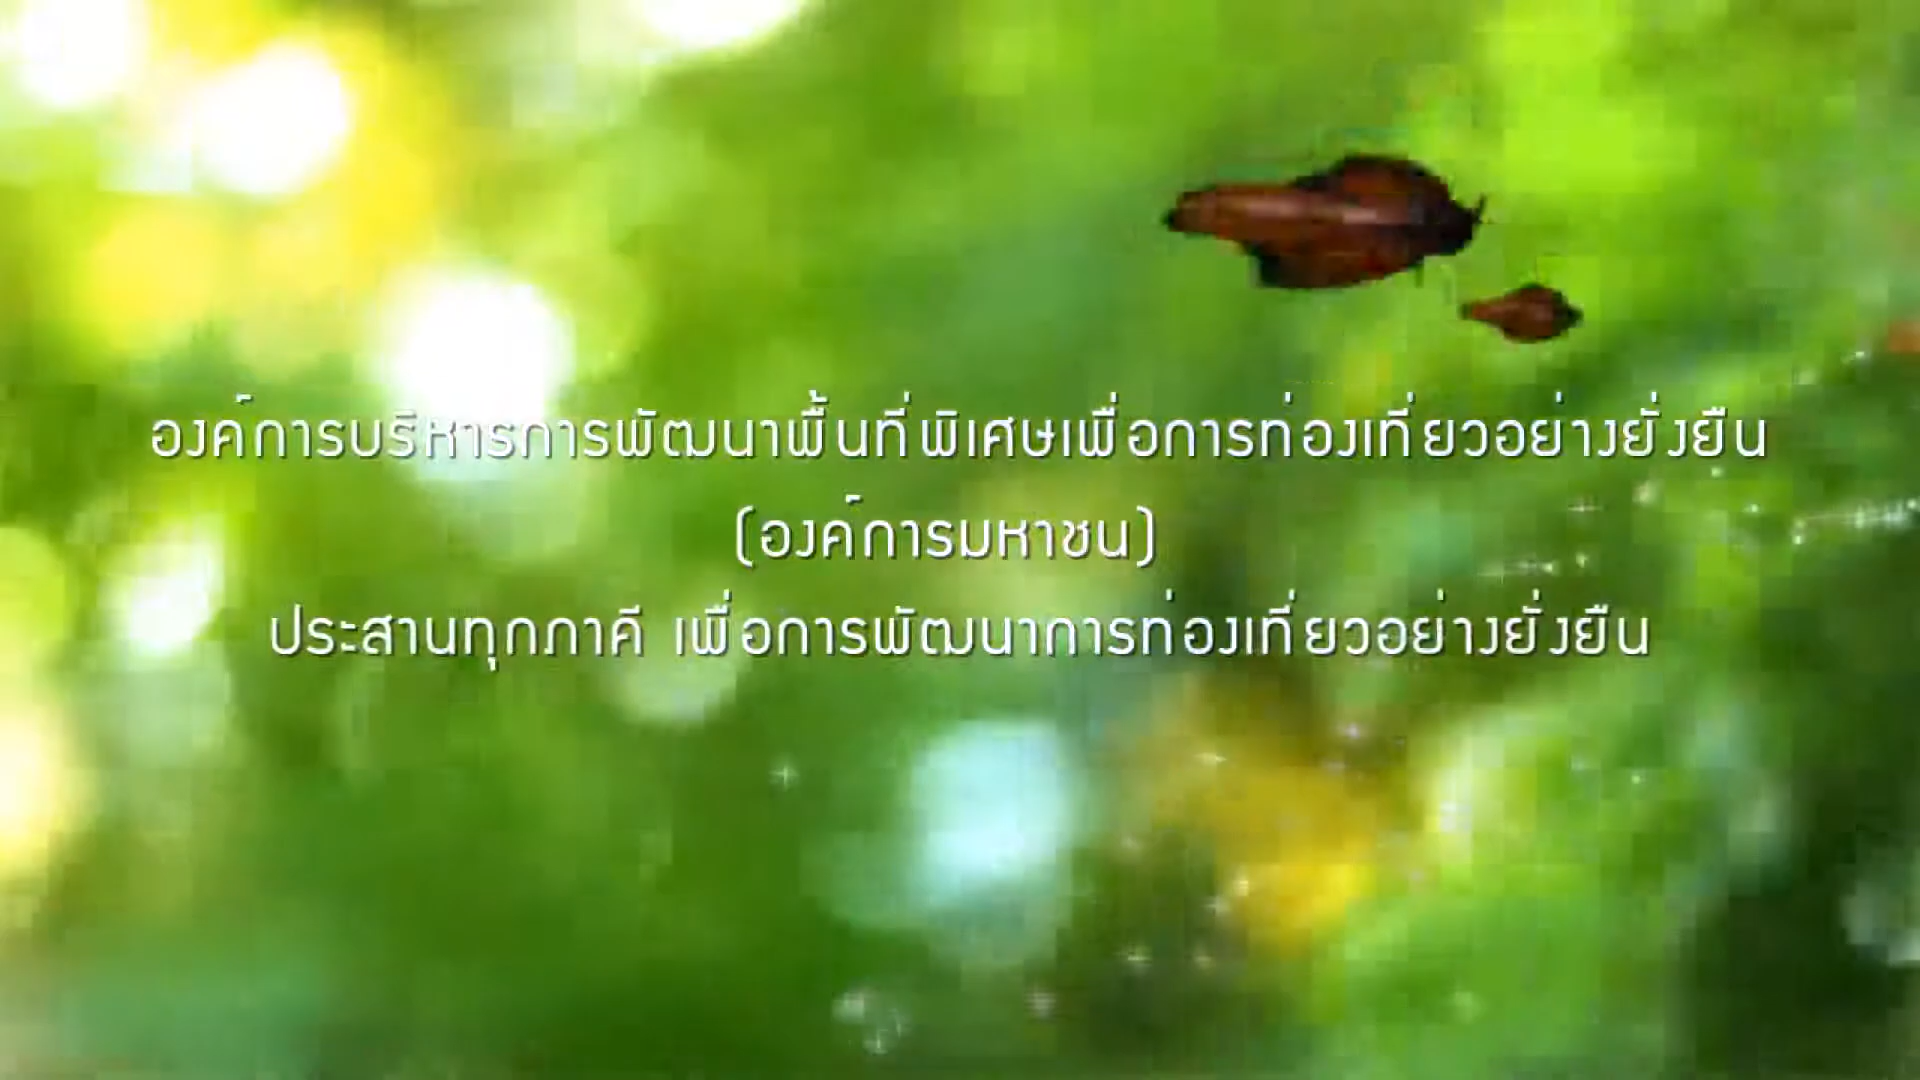 องค์การบริหารการพัฒนาพื้นที่พิเศษเพื่อการท่องเที่ยวอย่างยั่งยืน
(องค์การมหาชน)
ประสานทุกภาคี เพื่อการพัฒนาการท่องเที่ยวอย่างยั่งยืน